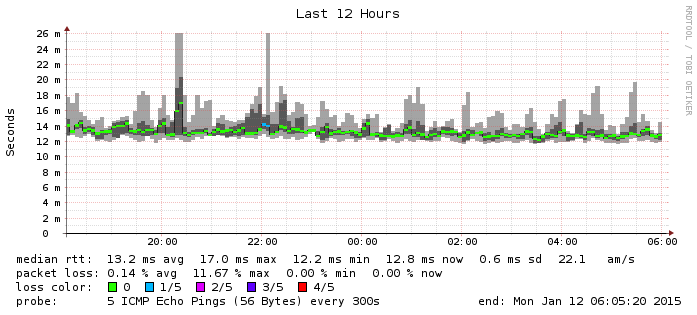 Last 12 Hours
RRDTOOL / TOBI OETIKER
Seconds
26 m
24 m
22 m
20 m
18 m
16 m
14 m
12 m
10 m
8 m
6 m
4 m
2 m
0
20:00 22:00 00:00 02:00 04:00 06:00
median rtt: 13.2 ms avg 17.0 ms max 12.2 ms min 12.8 ms now 0.6 ms sd 22.1 am/s
packet loss: 0.14 % avg 11.67 % max 0.00 % min 0.00 % now
loss color: 0 1/5 2/5 3/5 4/5
probe: 5 ICMP Echo Pings (56 Bytes) every 300s end: Mon Jan 12 06:05:20 2015